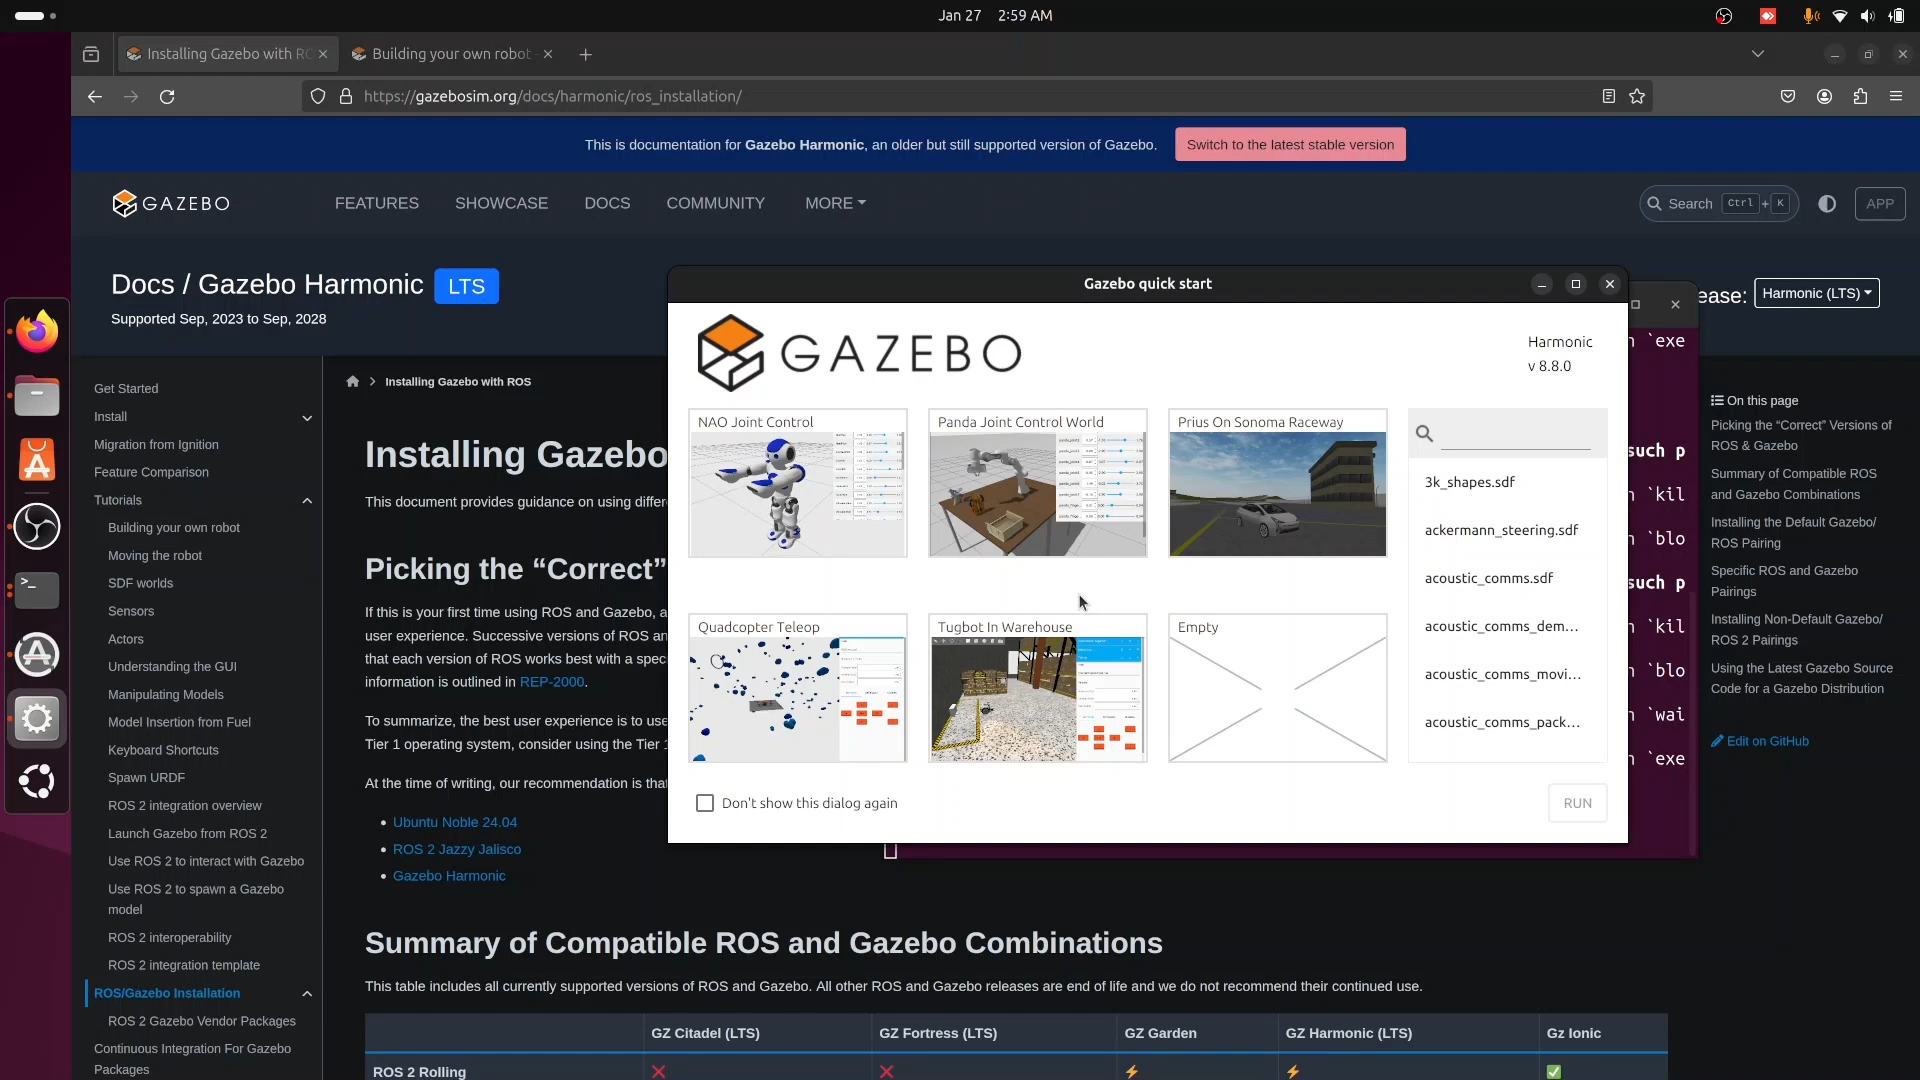 Jan 27 2:59 AM
Installing Gazebo with RO
Building your own robot
https://gazebosim.org/docs/harmonic/ros_installation/
This is documentation for Gazebo Harmonic, an older but still supported version of Gazebo.
Switch to the latest stable version
GAZEBO
FEATURES
SHOWCASE
DOCS
COMMUNITY
MORE
Search Ctrl + K
APP
Docs / Gazebo Harmonic LTS
Supported Sep, 2023 to Sep, 2028
ease: Harmonic (LTS)
Get Started
Install
Migration from Ignition
Feature Comparison
Tutorials
Building your own robot
Moving the robot
SDF worlds
Sensors
Actors
Understanding the GUI
Manipulating Models
Model Insertion from Fuel
Keyboard Shortcuts
Spawn URDF
ROS 2 integration overview
Launch Gazebo from ROS 2
Use ROS 2 to interact with Gazebo
Use ROS 2 to spawn a Gazebo
model
ROS 2 interoperability
ROS 2 integration template
ROS/Gazebo Installation
ROS 2 Gazebo Vendor Packages
Continuous Integration For Gazebo
Packages
Installing Gazebo with ROS
Installing Gazebo
This document provides guidance on using differ
Picking the “Correct”
If this is your first time using ROS and Gazebo, a
user experience. Successive versions of ROS an
that each version of ROS works best with a spec
information is outlined in REP-2000.
To summarize, the best user experience is to use
Tier 1 operating system, consider using the Tier 1
At the time of writing, our recommendation is that
Ubuntu Noble 24.04
ROS 2 Jazzy Jalisco
Gazebo Harmonic
Summary of Compatible ROS and Gazebo Combinations
This table includes all currently supported versions of ROS and Gazebo. All other ROS and Gazebo releases are end of life and we do not recommend their continued use.
GZ Citadel (LTS)
GZ Fortress (LTS)
GZ Garden
GZ Harmonic (LTS)
Gz Ionic
ROS 2 Rolling
Gazebo quick start
GAZEBO
Harmonic
v 8.8.0
NAO Joint Control
Panda Joint Control World
Prius On Sonoma Raceway
Quadcopter Teleop
Tugbot In Warehouse
Empty
3k_shapes.sdf
ackermann_steering.sdf
acoustic_comms.sdf
acoustic_comms_dem...
acoustic_comms_movi...
acoustic_comms_pack...
Don't show this dialog again
RUN
n `exe
such p
n `kil
n `blo
such p
n `kil
n `blo
n `wai
n `exe
On this page
Picking the “Correct” Versions of
ROS & Gazebo
Summary of Compatible ROS
and Gazebo Combinations
Installing the Default Gazebo/
ROS Pairing
Specific ROS and Gazebo
Pairings
Installing Non-Default Gazebo/
ROS 2 Pairings
Using the Latest Gazebo Source
Code for a Gazebo Distribution
Edit on GitHub